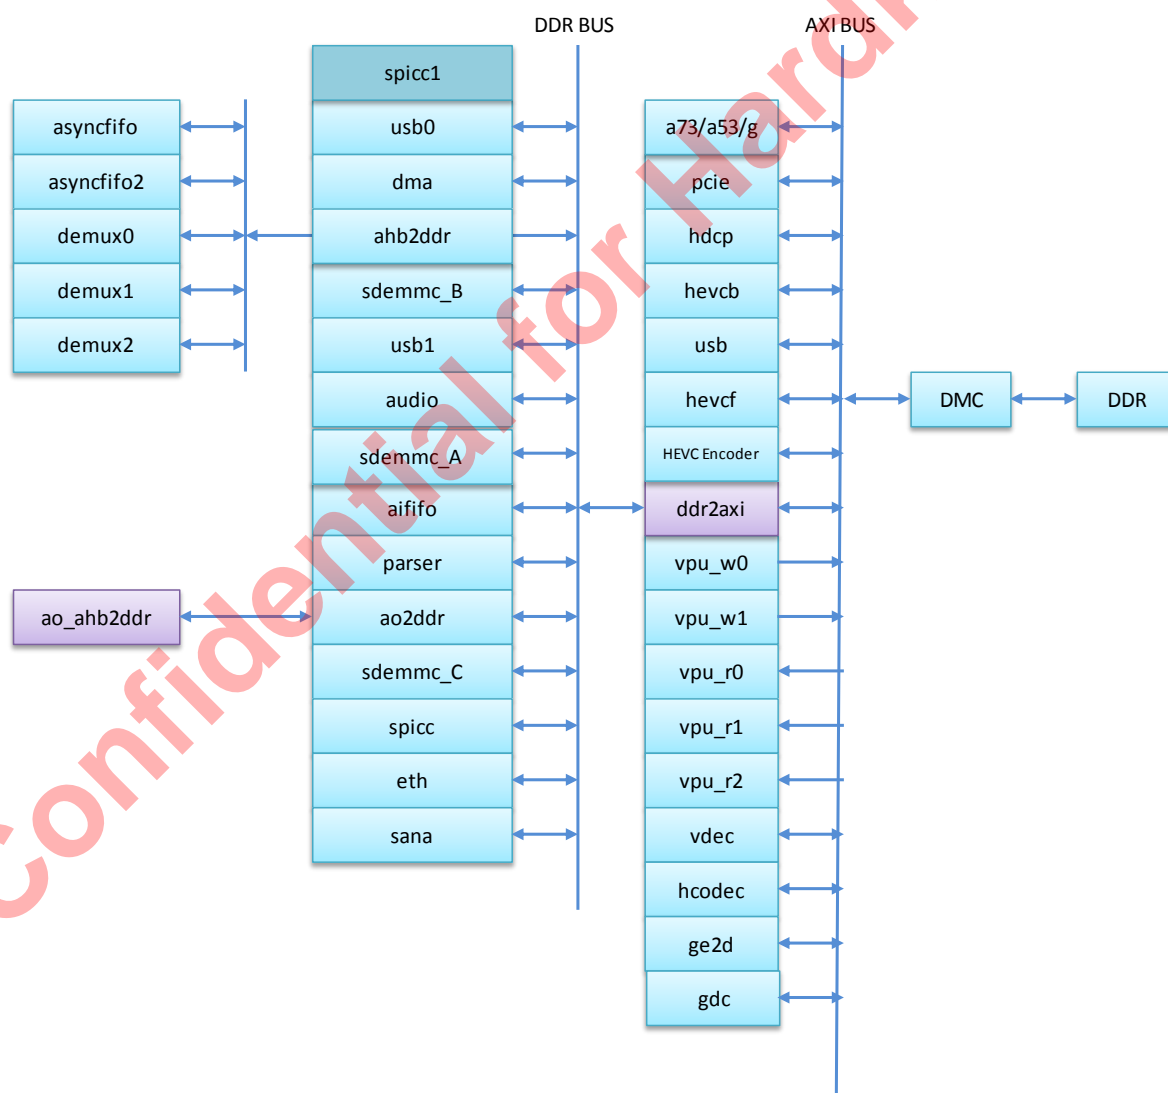 DDR BUS
AXI BUS
spicc1
asyncfifo
usb0
a73/a53/g
asyncfifo2
dma
pcie
demux0
ahb2ddr
hdcp
demux1
sdemmc_B
hevcb
demux2
usb1
usb
audio
hevcf
DMC
DDR
sdemmc_A
HEVC Encoder
aififo
ddr2axi
parser
vpu_w0
ao_ahb2ddr
ao2ddr
vpu_w1
sdemmc_C
vpu_r0
spicc
vpu_r1
eth
vpu_r2
sana
vdec
hcodec
ge2d
gdc
Confidential for Hardk